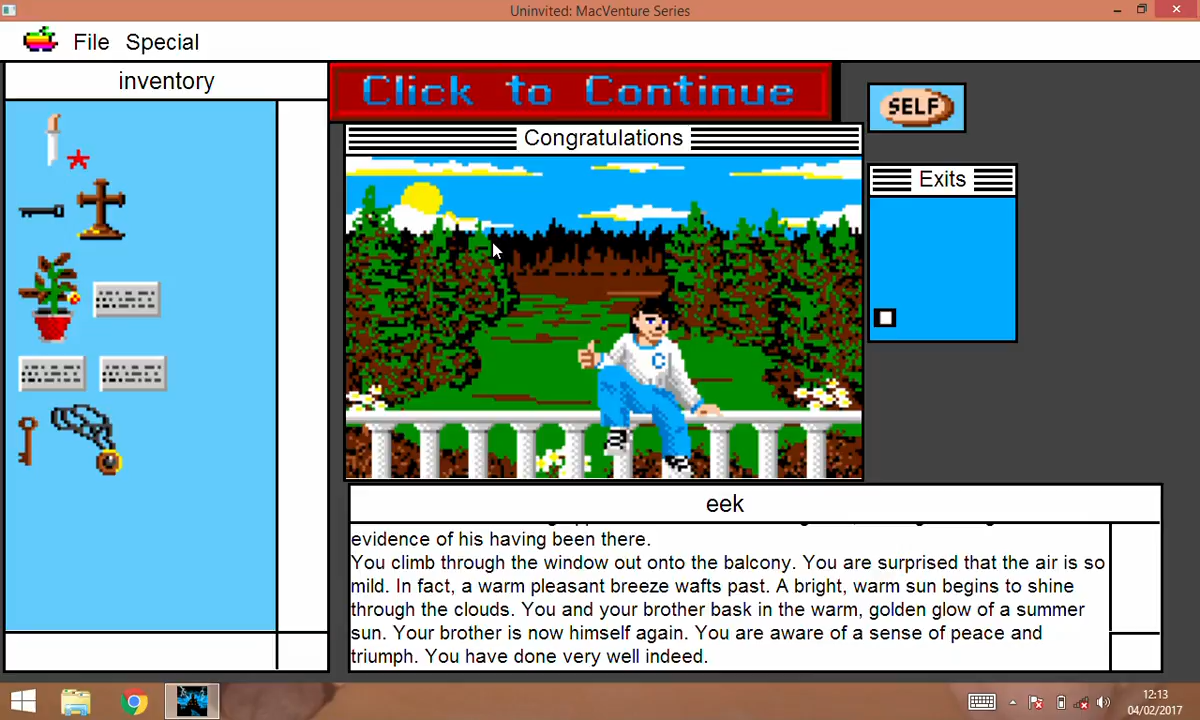 Uninvited: MacVenture Series
File Special
inventory
Click to Continue
Congratulations
SELF
Exits
C
eek
evidence of his having been there.
You climb through the window out onto the balcony. You are surprised that the air is so
mild. In fact, a warm pleasant breeze wafts past. A bright, warm sun begins to shine
through the clouds. You and your brother bask in the warm, golden glow of a summer
sun. Your brother is now himself again. You are aware of a sense of peace and
triumph. You have done very well indeed.
12:13
04/02/2017